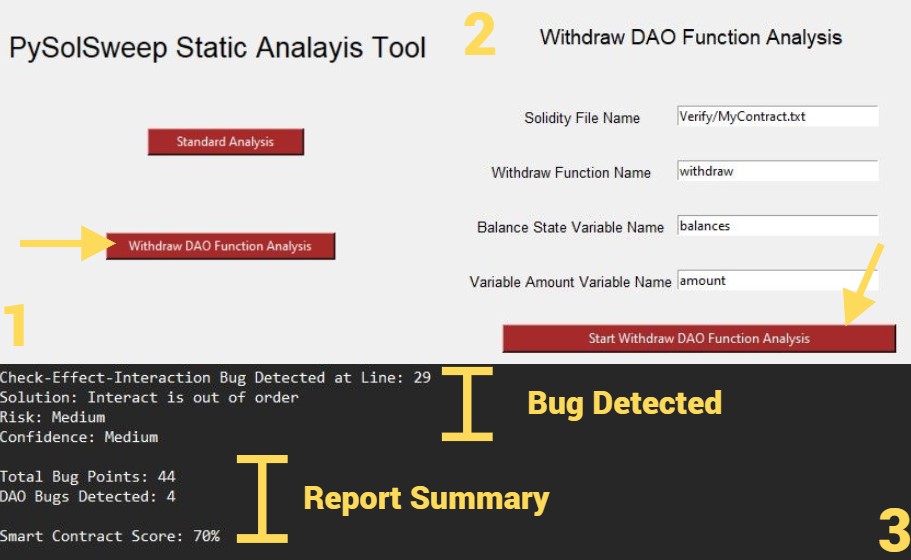 PySolSweep Static Analayis Tool
Standard Analysis
Withdraw DAO Function Analysis
1
2
Withdraw DAO Function Analysis
Solidity File Name Verify/MyContract.txt
Withdraw Function Name withdraw
Balance State Variable Name balances
Variable Amount Variable Name amount
Start Withdraw DAO Function Analysis
Check-Effect-Interaction Bug Detected at Line: 29
Solution: Interact is out of order
Risk: Medium
Confidence: Medium
Bug Detected
Total Bug Points: 44
DAO Bugs Detected: 4
Smart Contract Score: 70%
Report Summary
3